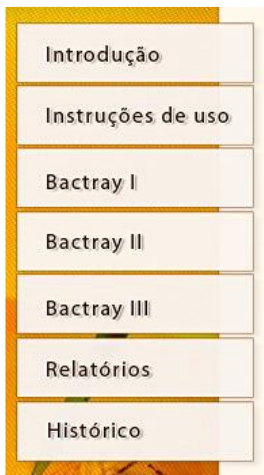 Introdução
Instruções de uso
Bactray I
Bactray II
Bactray III
Relatórios
Histórico